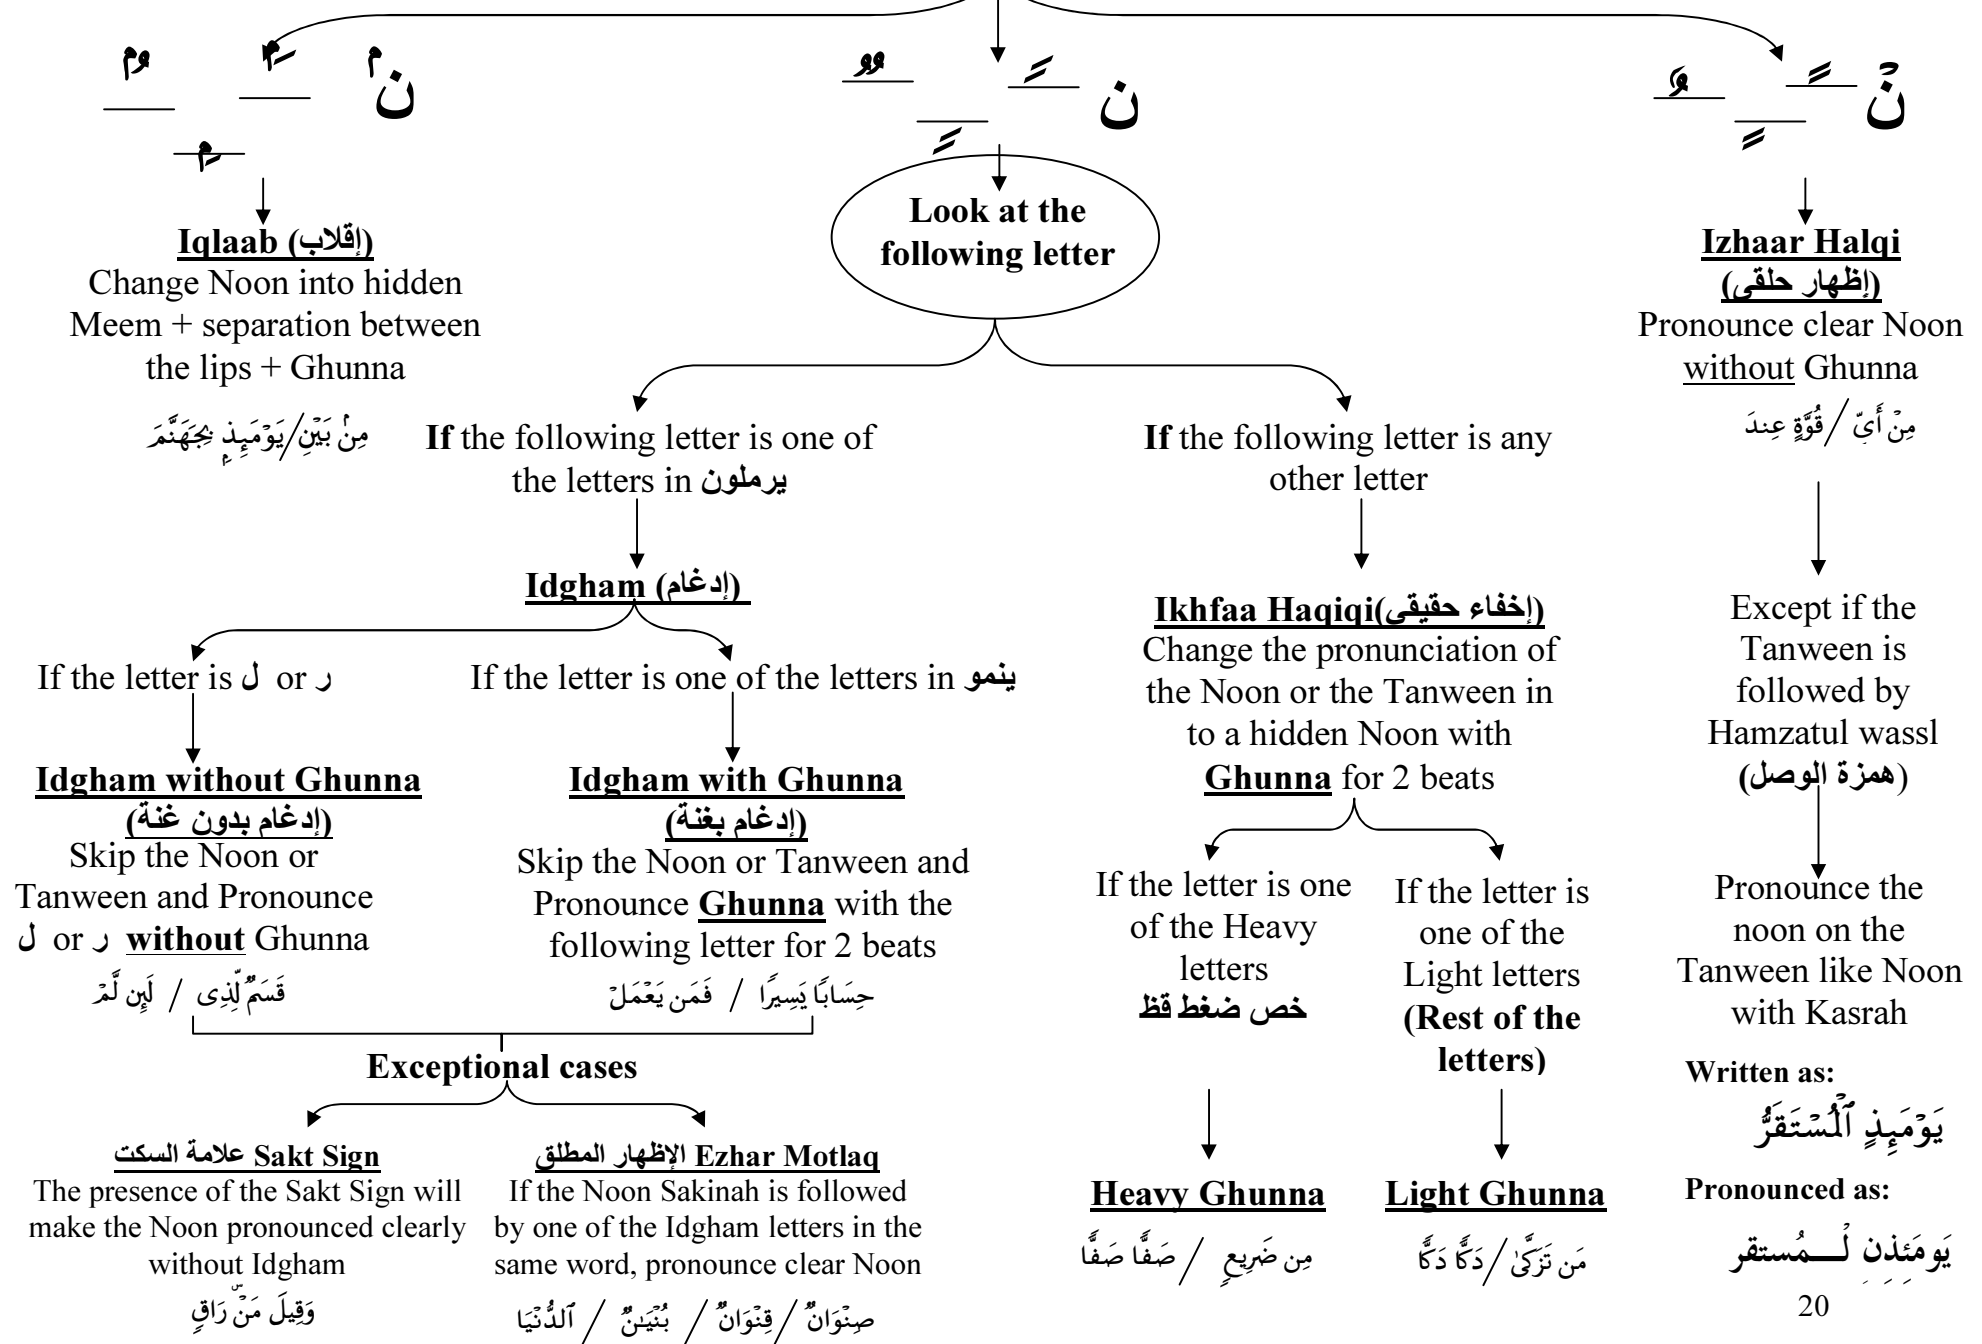 نۡ ـً ـٍ ـٌ
ن ـً ـٍ ـٌ
نۢ
Iqlaab (إقلاب)
Change Noon into hidden
Meem + separation between
the lips + Ghunna
مِنۢ بَيۡنِ/يَوۡمَئِذِۭ بِجَهَنَّمَ
Look at the
following letter
Izhaar Halqi
(إظهار حلقي)
Pronounce clear Noon
without Ghunna
مِنۡ أَيِّ / قُوَّةٍ عِندَ
If the following letter is one of
the letters in يرملون
If the following letter is any
other letter
Idgham (إدغام)
If the letter is ل or ر
If the letter is one of the letters in ينمو
Idgham without Ghunna
(إدغام بدون غنة)
Skip the Noon or
Tanween and Pronounce
ل or ر without Ghunna
قَسَمٌ لِّذِى / لَئِن لَّمۡ
Idgham with Ghunna
(إدغام بغنة)
Skip the Noon or Tanween and
Pronounce Ghunna with the
following letter for 2 beats
حِسَابًا يَسِيرًا / فَمَن يَعۡمَلۡ
Exceptional cases
علامة السكت Sakt Sign
The presence of the Sakt Sign will
make the Noon pronounced clearly
without Idgham
وَقِيلَ مَنۡۜ رَاقٍ
الإظهار المطلق Ezhar Motlaq
If the Noon Sakinah is followed
by one of the Idgham letters in the
same word, pronounce clear Noon
صِنۡوَانٌ / قِنۡوَانٌ / بُنۡيَـٰنٌ / ٱلدُّنۡيَا
Ikhfaa Haqiqi(إخفاء حقيقي)
Change the pronunciation of
the Noon or the Tanween in
to a hidden Noon with
Ghunna for 2 beats
If the letter is one
of the Heavy
letters
خص ضغط قظ
Heavy Ghunna
مِن ضَرِيعٍ / صَفًّا صَفًّا
If the letter is
one of the
Light letters
(Rest of the
letters)
Light Ghunna
مَن تَزَكَّىٰ / دَكًّا دَكًّا
Except if the
Tanween is
followed by
Hamzatul wassl
(همزة الوصل)
Pronounce the
noon on the
Tanween like Noon
with Kasrah
Written as:
يَوۡمَئِذٍ ٱلۡمُسۡتَقَرُّ
Pronounced as:
يَومَئِذِنِ لْـــمُستقر
20